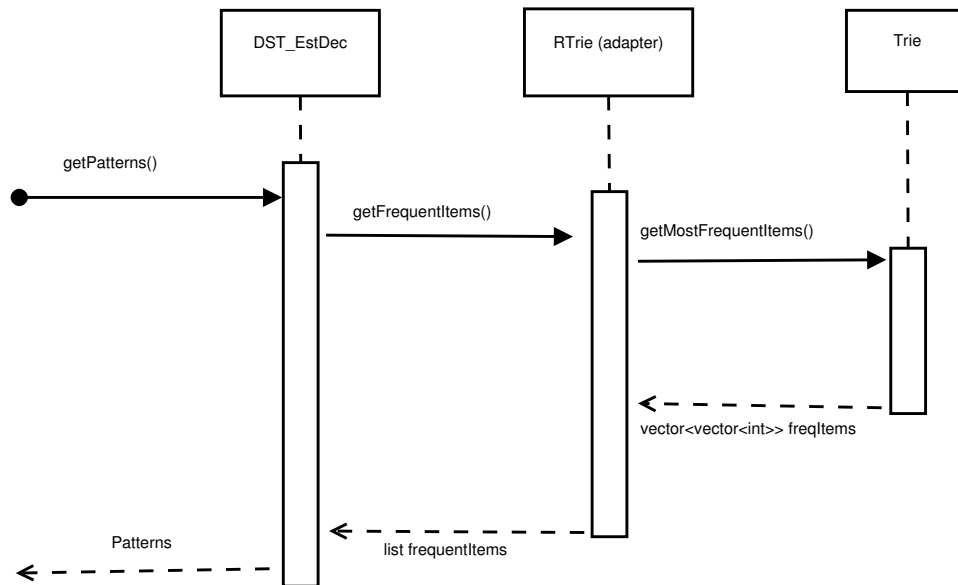 DST_EstDec
RTrie (adapter)
Trie
getPatterns()
getFrequentItems()
getMostFrequentItems()
vector<vector<int>> freqItems
list frequentItems
Patterns